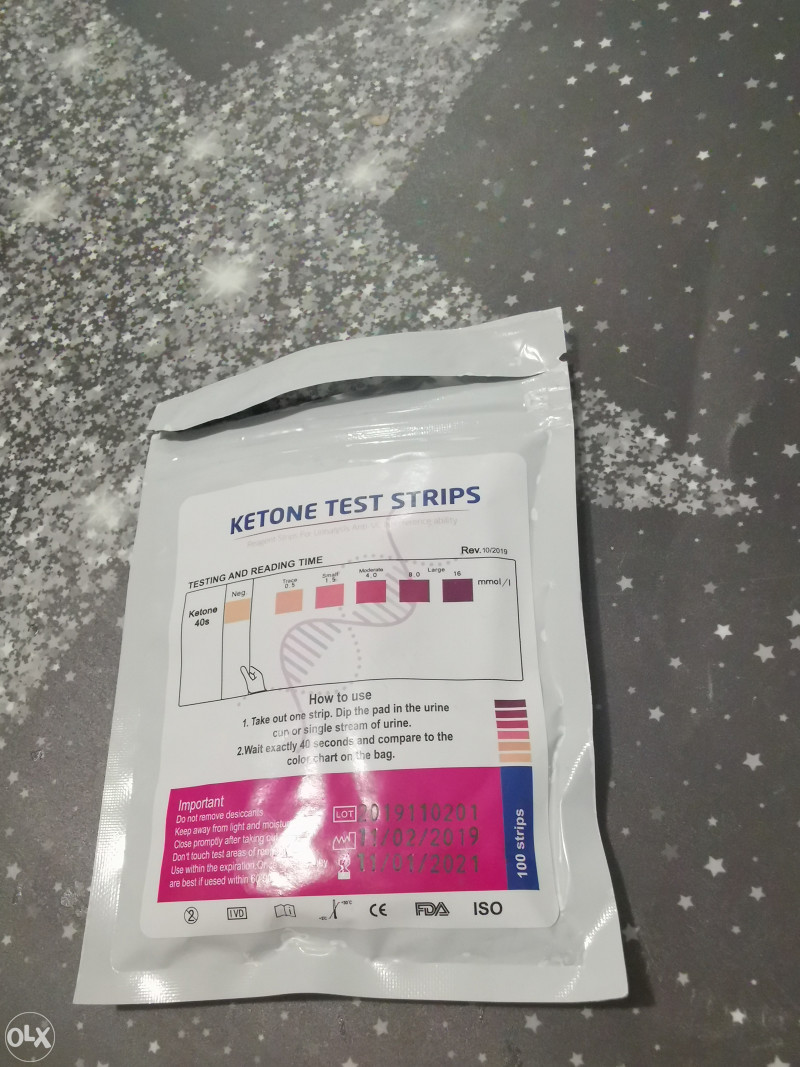 KETONE TEST STRIPS
Rev. 10/2019
TESTING AND READING TIME
Neg. Trace Small Moderate Large
0.5 1.5 4.0 8.0 16 mmol/l
Ketone
40s
How to use
1. Take out one strip. Dip the pad in the urine
cup or single stream of urine.
2.Wait exactly 40 seconds and compare to the
color chart on the bag.
Important
Do not remove desiccants
Keep away from light and
Close promptly after taking
Don't touch test areas of
Use within the expiration
are best if uesed within
LOT 2019110201
11/02/2019
11/01/2021
100 strips
2 IVD i CE FDA ISO
OLX